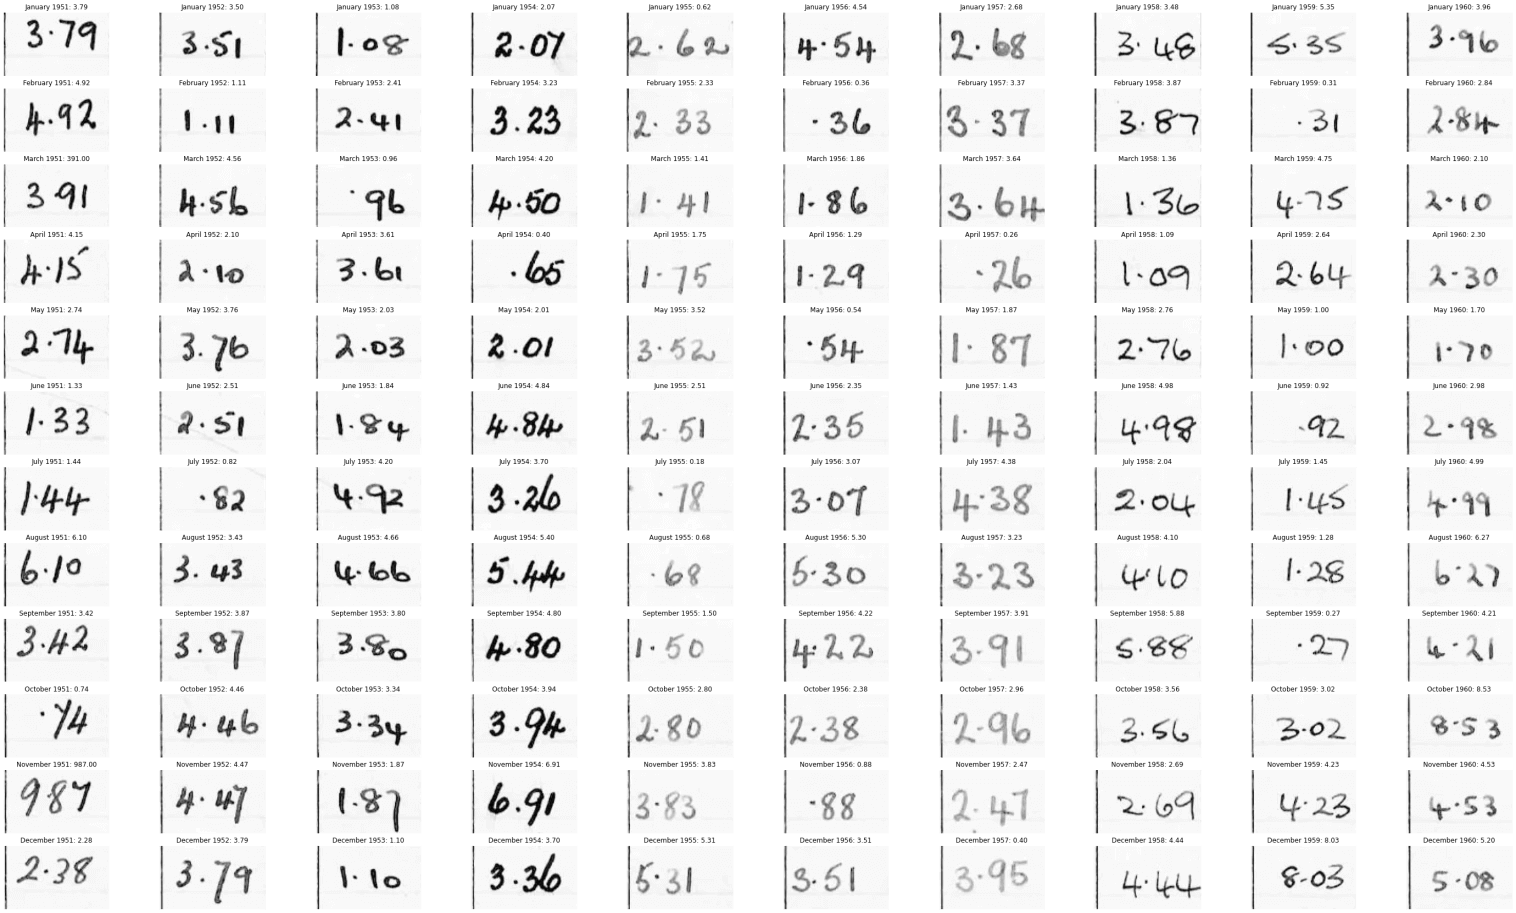 January 1951: 3.79 January 1952: 3.50 January 1953: 1.08 January 1954: 2.07 January 1955: 0.62 January 1956: 4.54 January 1957: 2.68 January 1958: 3.48 January 1959: 5.35 January 1960: 3.96
3.79 3.51 1.08 2.07 2.62 4.54 2.68 3.48 5.35 3.96
February 1951: 4.92 February 1952: 1.11 February 1953: 2.41 February 1954: 3.23 February 1955: 2.33 February 1956: 0.36 February 1957: 3.37 February 1958: 3.87 February 1959: 0.31 February 1960: 2.84
4.92 1.11 2.41 3.23 2.33 .36 3.37 3.87 .31 2.84
March 1951: 391.00 March 1952: 4.56 March 1953: 0.96 March 1954: 4.20 March 1955: 1.41 March 1956: 1.86 March 1957: 3.64 March 1958: 1.36 March 1959: 4.75 March 1960: 2.10
3 91 4.56 .96 4.50 1.41 1.86 3.64 1.36 4.75 2.10
April 1951: 4.15 April 1952: 2.10 April 1953: 3.61 April 1954: 0.40 April 1955: 1.75 April 1956: 1.29 April 1957: 0.26 April 1958: 1.09 April 1959: 2.64 April 1960: 2.30
4.15 2.10 3.61 .65 1.75 1.29 .26 1.09 2.64 2.30
May 1951: 2.74 May 1952: 3.76 May 1953: 2.03 May 1954: 2.01 May 1955: 3.52 May 1956: 0.54 May 1957: 1.87 May 1958: 2.76 May 1959: 1.00 May 1960: 1.70
2.74 3.76 2.03 2.01 3.52 .54 1.87 2.76 1.00 1.70
June 1951: 1.33 June 1952: 2.51 June 1953: 1.84 June 1954: 4.84 June 1955: 2.51 June 1956: 2.35 June 1957: 1.43 June 1958: 4.98 June 1959: 0.92 June 1960: 2.98
1.33 2.51 1.84 4.84 2.51 2.35 1.43 4.98 .92 2.98
July 1951: 1.44 July 1952: 0.82 July 1953: 4.20 July 1954: 3.70 July 1955: 0.18 July 1956: 3.07 July 1957: 4.38 July 1958: 2.04 July 1959: 1.45 July 1960: 4.99
1.44 .82 4.92 3.26 .78 3.07 4.38 2.04 1.45 4.99
August 1951: 6.10 August 1952: 3.43 August 1953: 4.66 August 1954: 5.40 August 1955: 0.68 August 1956: 5.30 August 1957: 3.23 August 1958: 4.10 August 1959: 1.28 August 1960: 6.27
6.10 3.43 4.66 5.44 .68 5.30 3.23 4.10 1.28 6.27
September 1951: 3.42 September 1952: 3.87 September 1953: 3.80 September 1954: 4.80 September 1955: 1.50 September 1956: 4.22 September 1957: 3.91 September 1958: 5.88 September 1959: 0.27 September 1960: 4.21
3.42 3.87 3.80 4.80 1.50 4.22 3.91 5.88 .27 4.21
October 1951: 0.74 October 1952: 4.46 October 1953: 3.34 October 1954: 3.94 October 1955: 2.80 October 1956: 2.38 October 1957: 2.96 October 1958: 3.56 October 1959: 3.02 October 1960: 8.53
.74 4.46 3.34 3.94 2.80 2.38 2.96 3.56 3.02 8.53
November 1951: 987.00 November 1952: 4.47 November 1953: 1.87 November 1954: 6.91 November 1955: 3.83 November 1956: 0.88 November 1957: 2.47 November 1958: 2.69 November 1959: 4.23 November 1960: 4.53
987 4.47 1.87 6.91 3.83 .88 2.47 2.69 4.23 4.53
December 1951: 2.28 December 1952: 3.79 December 1953: 1.10 December 1954: 3.70 December 1955: 5.31 December 1956: 3.51 December 1957: 0.40 December 1958: 4.44 December 1959: 8.03 December 1960: 5.20
2.38 3.79 1.10 3.36 5.31 3.51 3.95 4.44 8.03 5.08